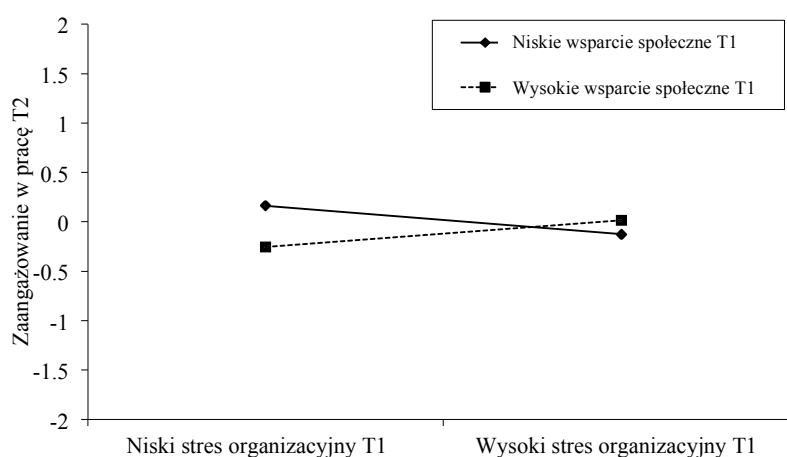 2
1.5
1
0.5
0
-0.5
-1
-1.5
-2
Zaangażowanie w pracę T2
Niskie wsparcie społeczne T1
Wysokie wsparcie społeczne T1
Niski stres organizacyjny T1
Wysoki stres organizacyjny T1